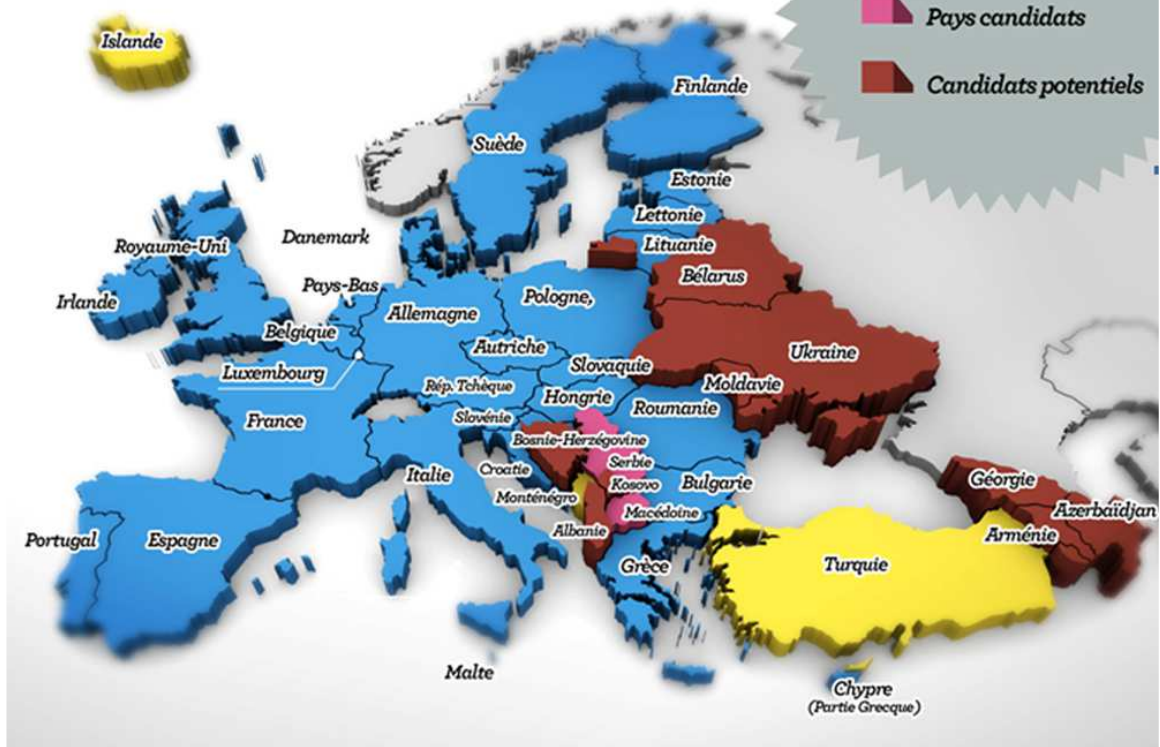 Pays candidats
Candidats potentiels
Islande
Finlande
Suède
Estonie
Lettonie
Royaume-Uni
Danemark
Lituanie
Bélarus
Pays-Bas
Irlande
Pologne,
Allemagne
Belgique
Autriche
Ukraine
Luxembourg
Slovaquie
Rép. Tchèque
Moldavie
Hongrie
Roumanie
France
Slovénie
Bosnie-Herzégovine
Serbie
Croatie
Italie
Kosovo
Bulgarie
Géorgie
Monténégro
Macédoine
Azerbaïdjan
Albanie
Arménie
Portugal
Espagne
Grèce
Turquie
Malte
Chypre
(Partie Grecque)